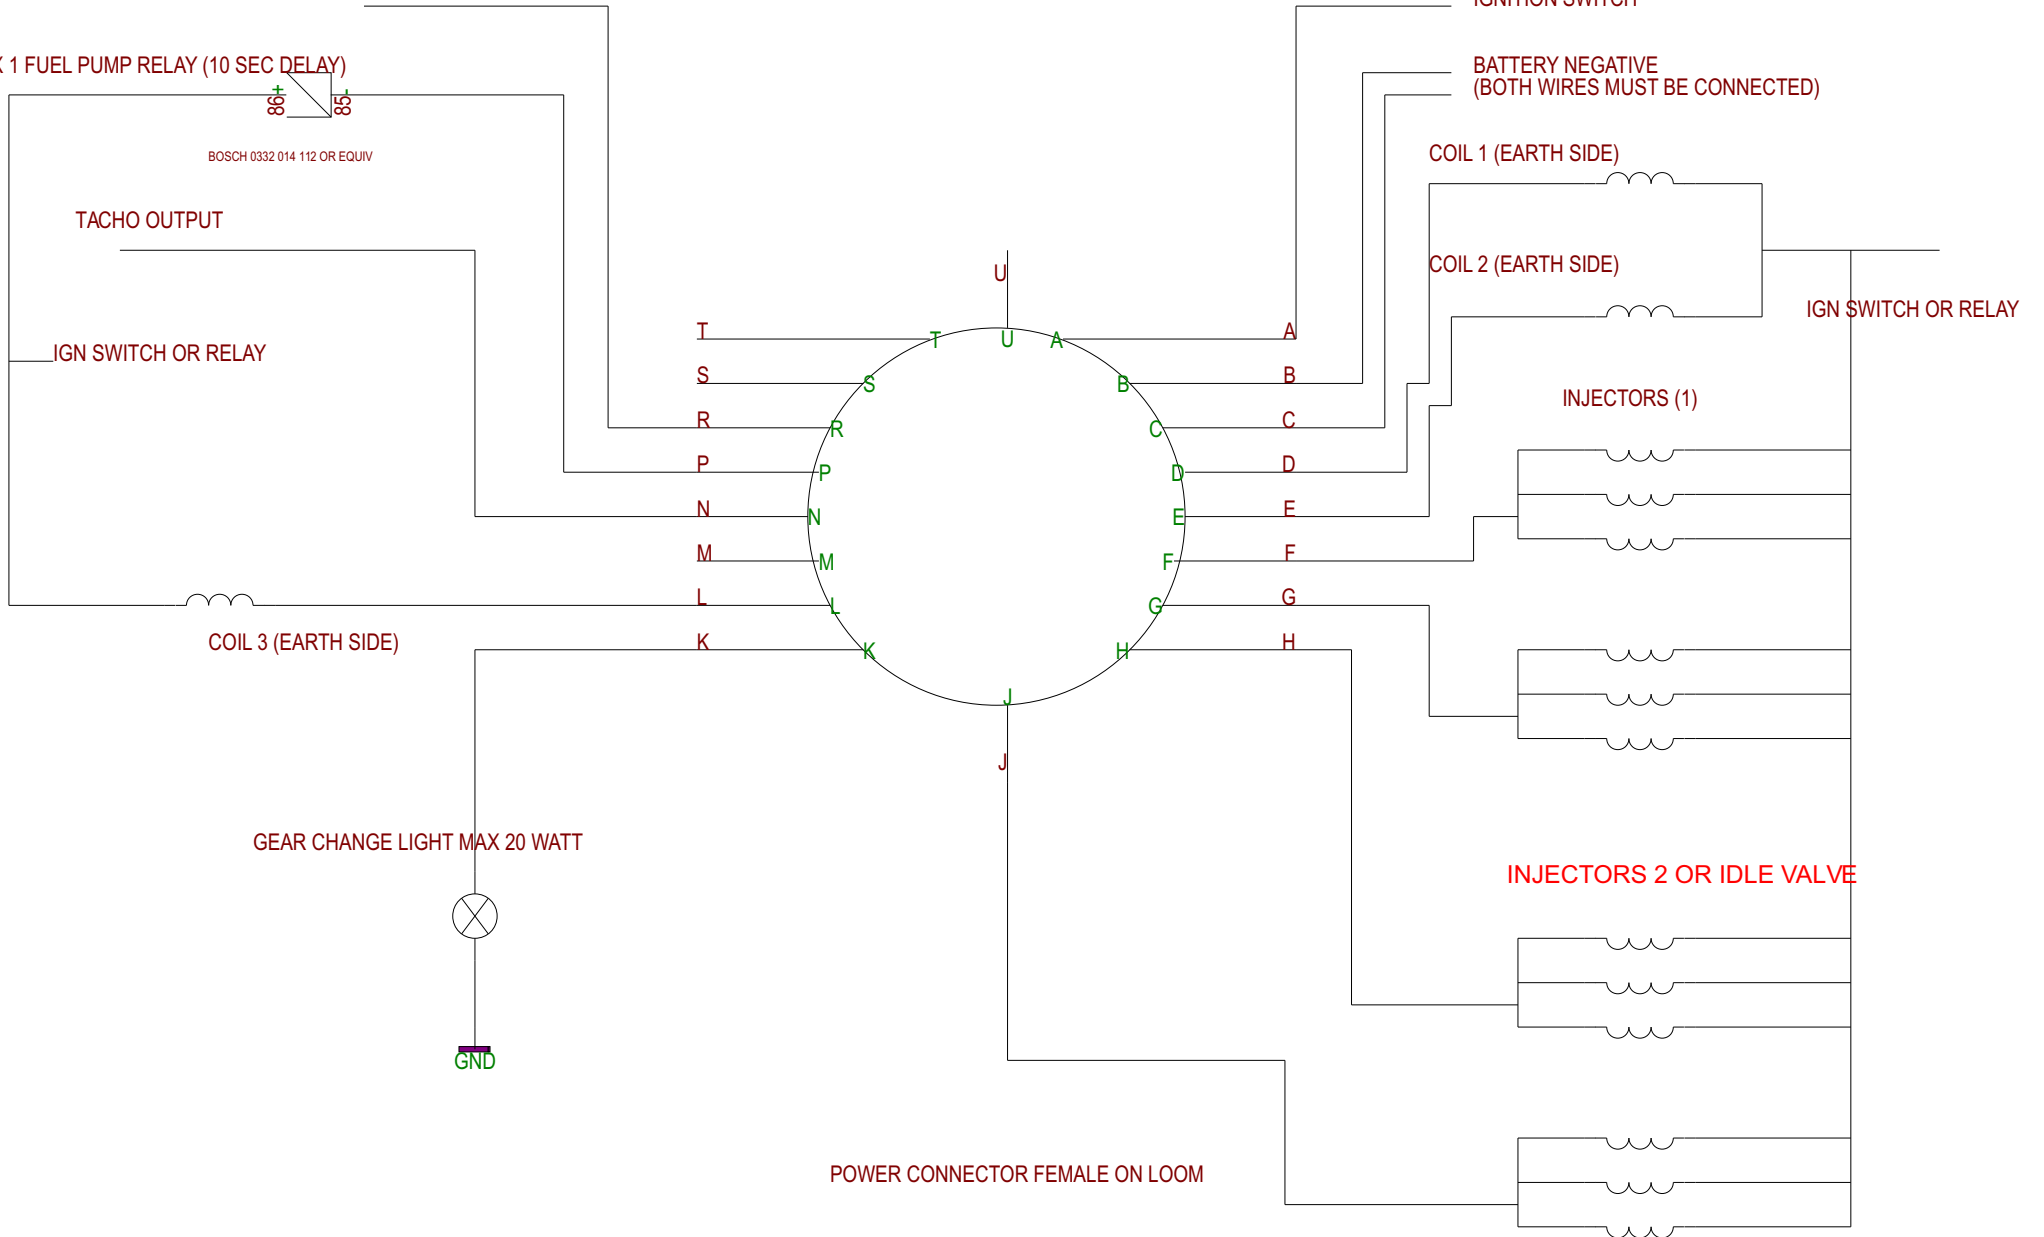 IGNITION SWITCH
1 FUEL PUMP RELAY (10 SEC DELAY)
86 +
85 -
BOSCH 0332 014 112 OR EQUIV
BATTERY NEGATIVE
(BOTH WIRES MUST BE CONNECTED)
COIL 1 (EARTH SIDE)
TACHO OUTPUT
COIL 2 (EARTH SIDE)
IGN SWITCH OR RELAY
IGN SWITCH OR RELAY
INJECTORS (1)
U
T T U A A
S S B B
R R C C
P P D D
N N E E
M M F F
L L G G
K K H H
J
J
COIL 3 (EARTH SIDE)
GEAR CHANGE LIGHT MAX 20 WATT
INJECTORS 2 OR IDLE VALVE
GND
POWER CONNECTOR FEMALE ON LOOM